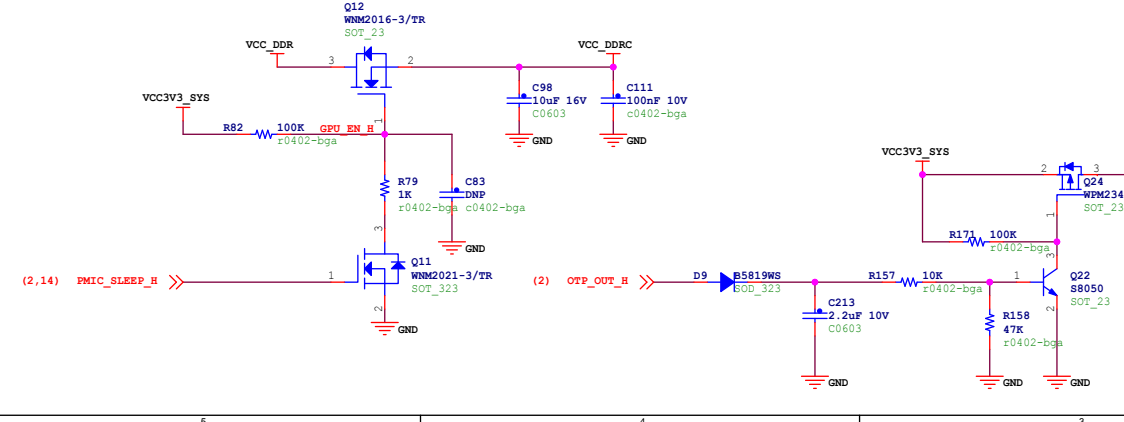 Q12
WNM2016-3/TR
SOT_23
VCC_DDR
VCC_DDRC
3
2
1
C98
10uF 16V
C0603
GND
C111
100nF 10V
c0402-bga
GND
VCC3V3_SYS
R82
100K
r0402-bga
GPU_EN_H
R79
1K
r0402-bga
C83
DNP
c0402-bga
GND
3
Q11
WNM2021-3/TR
SOT_323
1
2
GND
(2,14)
PMIC_SLEEP_H
(2)
OTP_OUT_H
D9
B5819WS
SOD_323
C213
2.2uF 10V
C0603
GND
R157
10K
r0402-bga
R158
47K
r0402-bga
GND
VCC3V3_SYS
2
3
Q24
WPM234
SOT_23
1
R171
100K
r0402-bga
3
1
Q22
S8050
SOT_23
2
GND